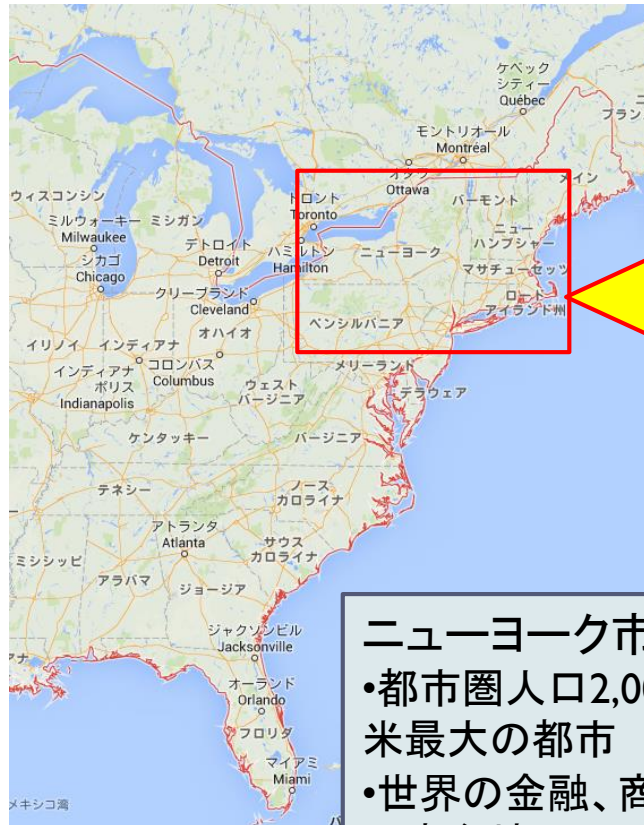 ケベック
シティー
Québec
モントリオール
Montréal
オタワ
Ottawa
メイン
バーモント
トロント
Toronto
ニュー
ハンプシャー
ウィスコンシン
ミルウォーキー
Milwaukee
ミシガン
デトロイト
Detroit
ハミルトン
Hamilton
ニューヨーク
マサチューセッツ
シカゴ
Chicago
ロード
アイランド州
クリーブランド
Cleveland
ペンシルバニア
オハイオ
イリノイ
インディアナ
メリーランド
コロンバス
Columbus
インディアナ
ポリス
Indianapolis
ウェスト
バージニア
デラウェア
ケンタッキー
バージニア
テネシー
ノース
カロライナ
アトランタ
Atlanta
サウス
カロライナ
ミシシッピ
アラバマ
ジョージア
ジャクソンビル
Jacksonville
オーランド
Orlando
フロリダ
マイアミ
Miami
メキシコ湾
ニューヨーク市
•都市圏人口2,00
米最大の都市
•世界の金融、商